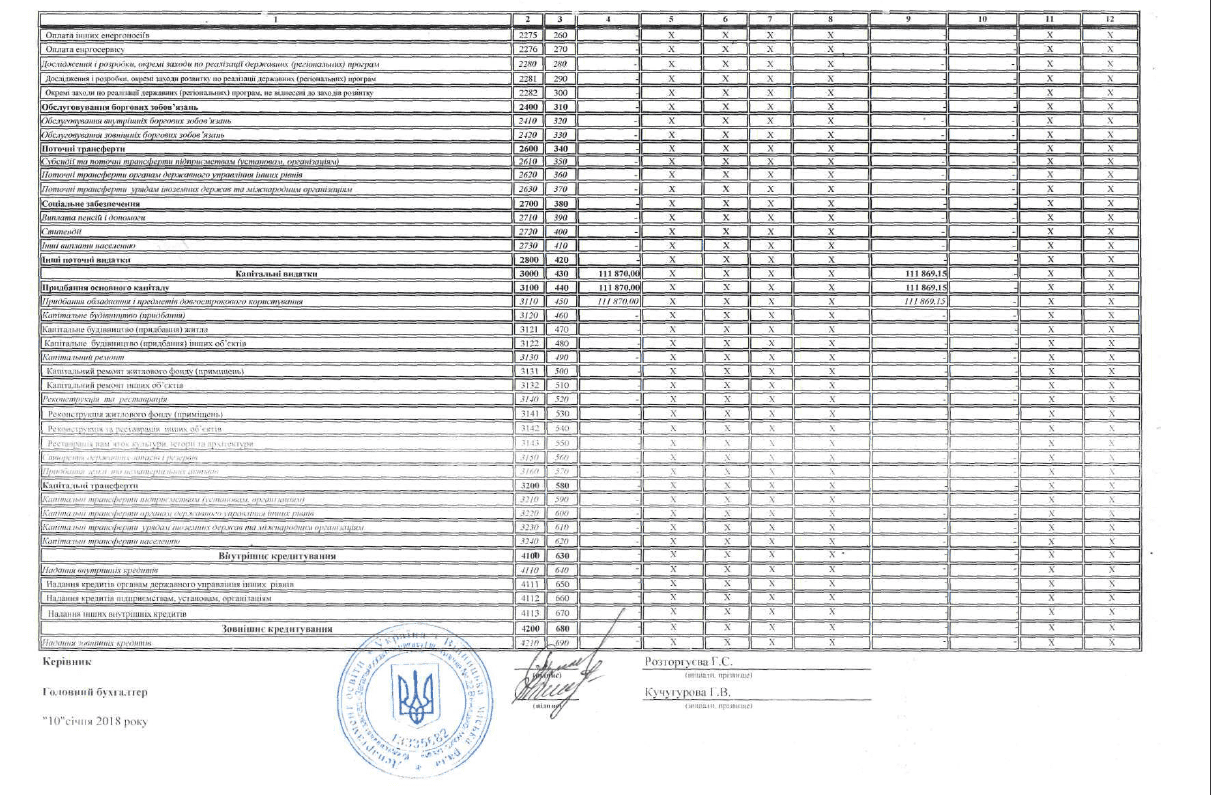 1 2 3 4 5 6 7 8 9 10 11 12
Оплата інших енергоносіїв 2275 260 - X X X X - X X
Оплата енргосервісу 2276 270 - X X X X - X X
Дослідження і розробки, окремі заходи по реалізації державних (регіональних) програм 2280 280 - X X X X - X X
Дослідження і розробки, окремі заходи розвитку по реалізації державних (регіональних) програм 2281 290 - X X X X - X X
Окремі заходи по реалізації державних (регіональних) програм, не віднесені до заходів розвитку 2282 300 - X X X X - X X
Обслуговування боргових зобов'язань 2400 310 - X X X X - - X X
Обслуговування внутрішніх боргових зобов'язань 2410 320 - X X X X - - X X
Обслуговування зовнішніх боргових зобов'язань 2420 330 - X X X X - - X X
Поточні трансферти 2600 340 - X X X X - - X X
Субсидії та поточні трансферти підприємствам (установам, організаціям) 2610 350 - X X X X - - X X
Поточні трансферти органам державного управління інших рівнів 2620 360 - X X X X - - X X
Поточні трансферти урядам іноземних держав та міжнародним організаціям 2630 370 - X X X X - - X X
Соціальне забезпечення 2700 380 - X X X X - - X X
Виплата пенсій і допомоги 2710 390 - X X X X - - X X
Стипендії 2720 400 - X X X X - - X X
Інші виплати населенню 2730 410 - X X X X - - X X
Інші поточні видатки 2800 420 - X X X X - - X X
Капітальні видатки 3000 430 111 870,00 X X X X 111 869,15 - X X
Придбання основного капіталу 3100 440 111 870,00 X X X X 111 869,15 - X X
Придбання обладнання і предметів довгострокового користування 3110 450 111 870,00 X X X X 111 869,15 - X X
Капітальне будівництво (придбання) 3120 460 - X X X X - - X X
Капітальне будівництво (придбання) житла 3121 470 - X X X X - - X X
Капітальне будівництво (придбання) інших об'єктів 3122 480 - X X X X - - X X
Капітальний ремонт 3130 490 - X X X X - - X X
Капітальний ремонт житлового фонду (приміщень) 3131 500 - X X X X - - X X
Капітальний ремонт інших об'єктів 3132 510 - X X X X - - X X
Реконструкція та реставрація 3140 520 - X X X X - - X X
Реконструкція житлового фонду (приміщень) 3141 530 - X X X X - - X X
Реконструкція та реставрація інших об'єктів 3142 540 - X X X X - - X X
Реставрація пам'яток культури, історії та архітектури 3143 550 - X X X X - - X X
Створення державних запасів і резервів 3150 560 - X X X X - - X X
Придбання землі та нематеріальних активів 3160 570 - X X X X - - X X
Капітальні трансферти 3200 580 - X X X X - - X X
Капітальні трансферти підприємствам (установам, організаціям) 3210 590 - X X X X - - X X
Капітальні трансферти органам державного управління інших рівнів 3220 600 - X X X X - - X X
Капітальні трансферти урядам іноземних держав та міжнародним організаціям 3230 610 - X X X X - - X X
Капітальні трансферти населенню 3240 620 - X X X X - - X X
Внутрішнє кредитування 4100 630 - X X X X - - X X
Надання внутрішніх кредитів 4110 640 - X X X X - - X X
Надання кредитів органам державного управління інших рівнів 4111 650 - X X X X - - X X
Надання кредитів підприємствам, установам, організаціям 4112 660 - X X X X - - X X
Надання інших внутрішніх кредитів 4113 670 - X X X X - - X X
Зовнішнє кредитування 4200 680 - X X X X - - X X
Надання зовнішніх кредитів 4210 690 - X X X X - - X X
Керівник Розторгуєва Г.С.
(підпис) (ініціали, прізвище)
Головний бухгалтер Кучугурова Г.В.
(підпис) (ініціали, прізвище)
"10"січня 2018 року
Україна
Вінницька міська рада
Департамент освіти
13335682